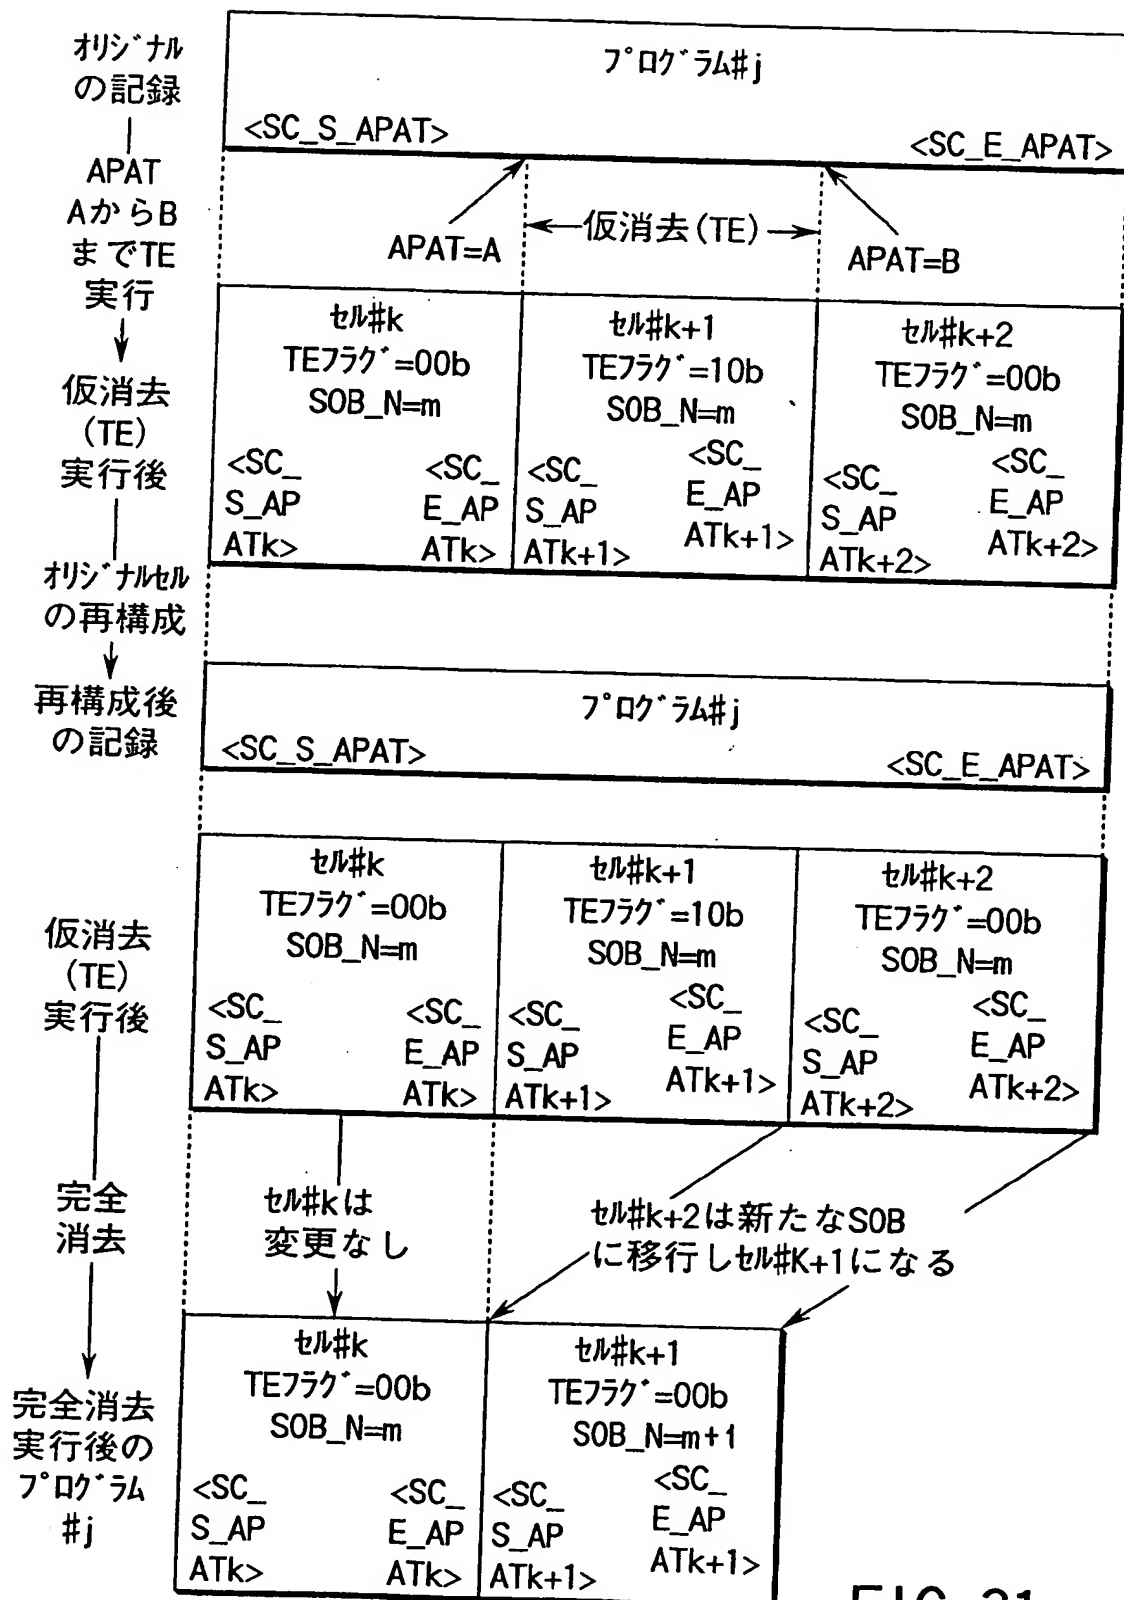 オリジナル
の記録
APAT
AからB
までTE
実行
仮消去
(TE)
実行後
オリジナルセル
の再構成
再構成後
の記録
仮消去
(TE)
実行後
完全
消去
完全消去
実行後の
プログラム
#j
プログラム#j
<SC_S_APAT>
<SC_E_APAT>
APAT=A
仮消去(TE)
APAT=B
セル#k
TEフラグ=00b
SOB_N=m
<SC_
S_AP
ATk>
<SC_
E_AP
ATk>
セル#k+1
TEフラグ=10b
SOB_N=m
<SC_
S_AP
ATk+1>
<SC_
E_AP
ATk+1>
セル#k+2
TEフラグ=00b
SOB_N=m
<SC_
S_AP
ATk+2>
<SC_
E_AP
ATk+2>
プログラム#j
<SC_S_APAT>
<SC_E_APAT>
セル#k
TEフラグ=00b
SOB_N=m
<SC_
S_AP
ATk>
<SC_
E_AP
ATk>
セル#k+1
TEフラグ=10b
SOB_N=m
<SC_
S_AP
ATk+1>
<SC_
E_AP
ATk+1>
セル#k+2
TEフラグ=00b
SOB_N=m
<SC_
S_AP
ATk+2>
<SC_
E_AP
ATk+2>
セル#kは
変更なし
セル#k+2は新たなSOB
に移行しセル#K+1になる
セル#k
TEフラグ=00b
SOB_N=m
<SC_
S_AP
ATk>
<SC_
E_AP
ATk>
セル#k+1
TEフラグ=00b
SOB_N=m+1
<SC_
S_AP
ATk+1>
<SC_
E_AP
ATk+1>